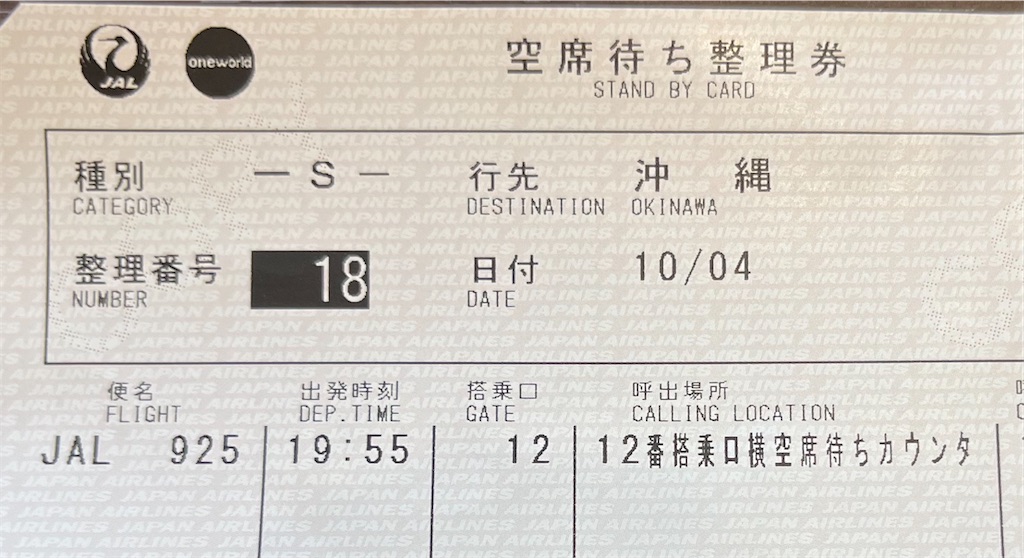 JAL oneworld 空席待ち整理券
STAND BY CARD
種別 ー S ー 行先 沖 縄
CATEGORY DESTINATION OKINAWA
整理番号 18 日付 10/04
NUMBER DATE
便名 出発時刻 搭乗口 呼出場所
FLIGHT DEP.TIME GATE CALLING LOCATION
JAL 925 19:55 12 12番搭乗口横空席待ちカウンタ